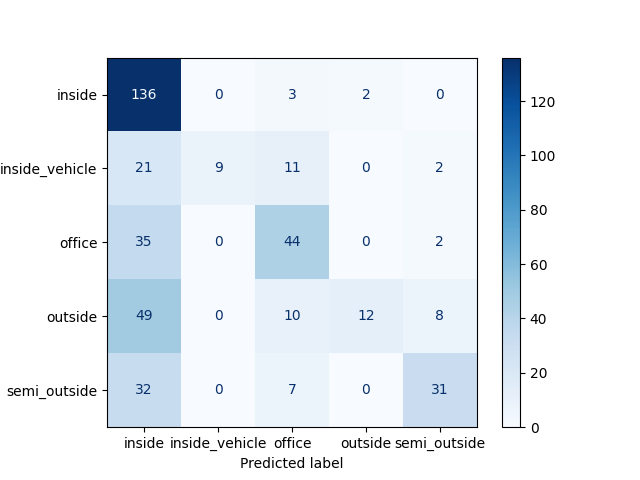 inside 136 0 3 2 0
inside_vehicle 21 9 11 0 2
office 35 0 44 0 2
outside 49 0 10 12 8
semi_outside 32 0 7 0 31
inside inside_vehicle office outside semi_outside
Predicted label
120
100
80
60
40
20
0